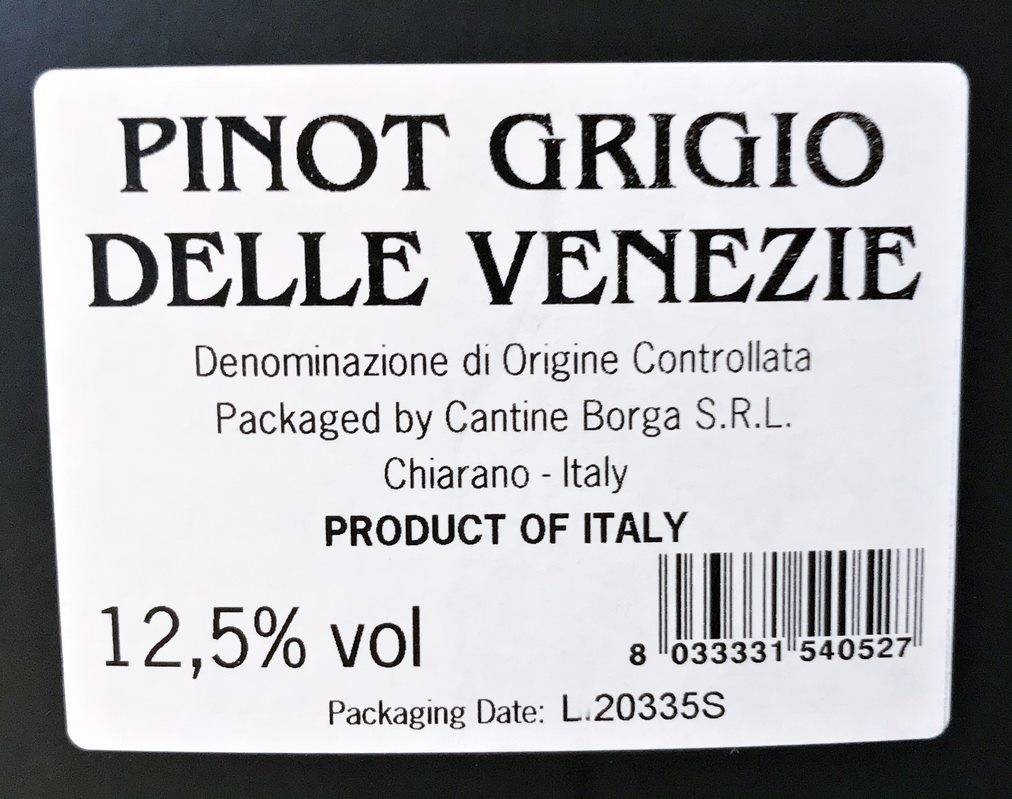 PINOT GRIGIO
DELLE VENEZIE
Denominazione di Origine Controllata
Packaged by Cantine Borga S.R.L.
Chiarano - Italy
PRODUCT OF ITALY
12,5% vol
8 033331 540527
Packaging Date: L.20335S